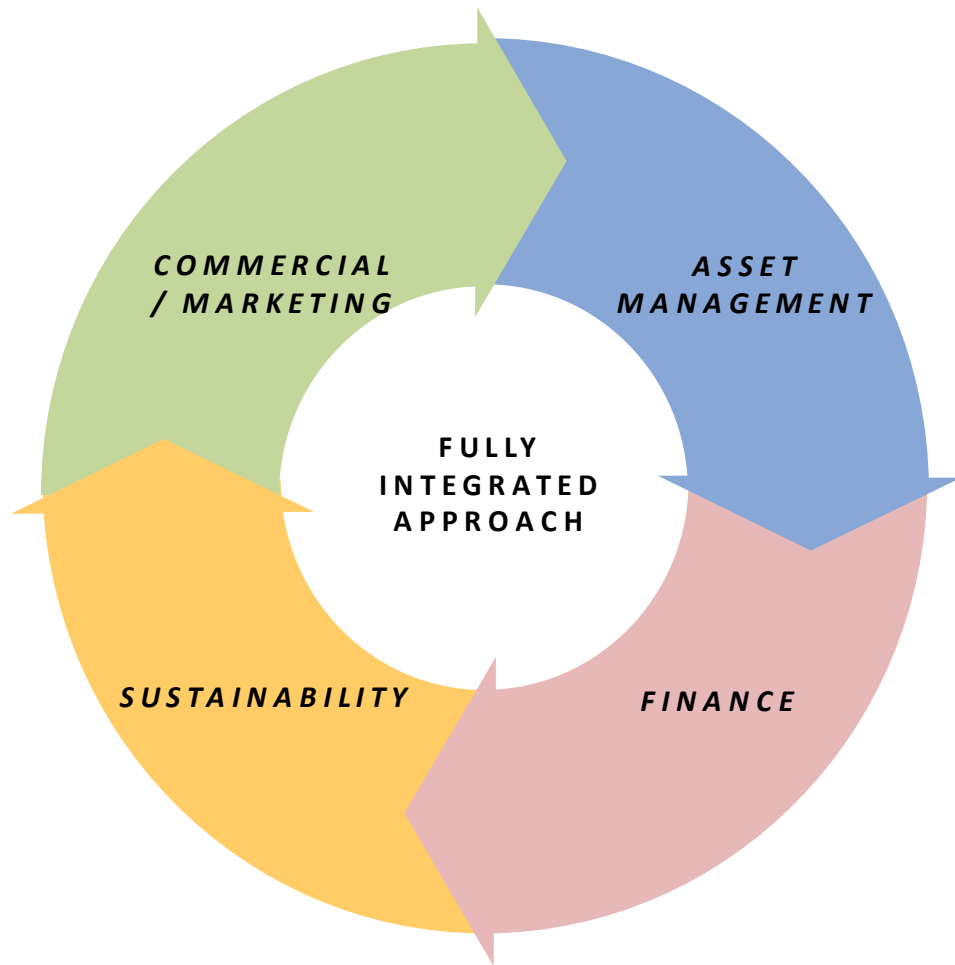 COMMERCIAL
/ MARKETING
ASSET
MANAGEMENT
FULLY
INTEGRATED
APPROACH
SUSTAINABILITY
FINANCE